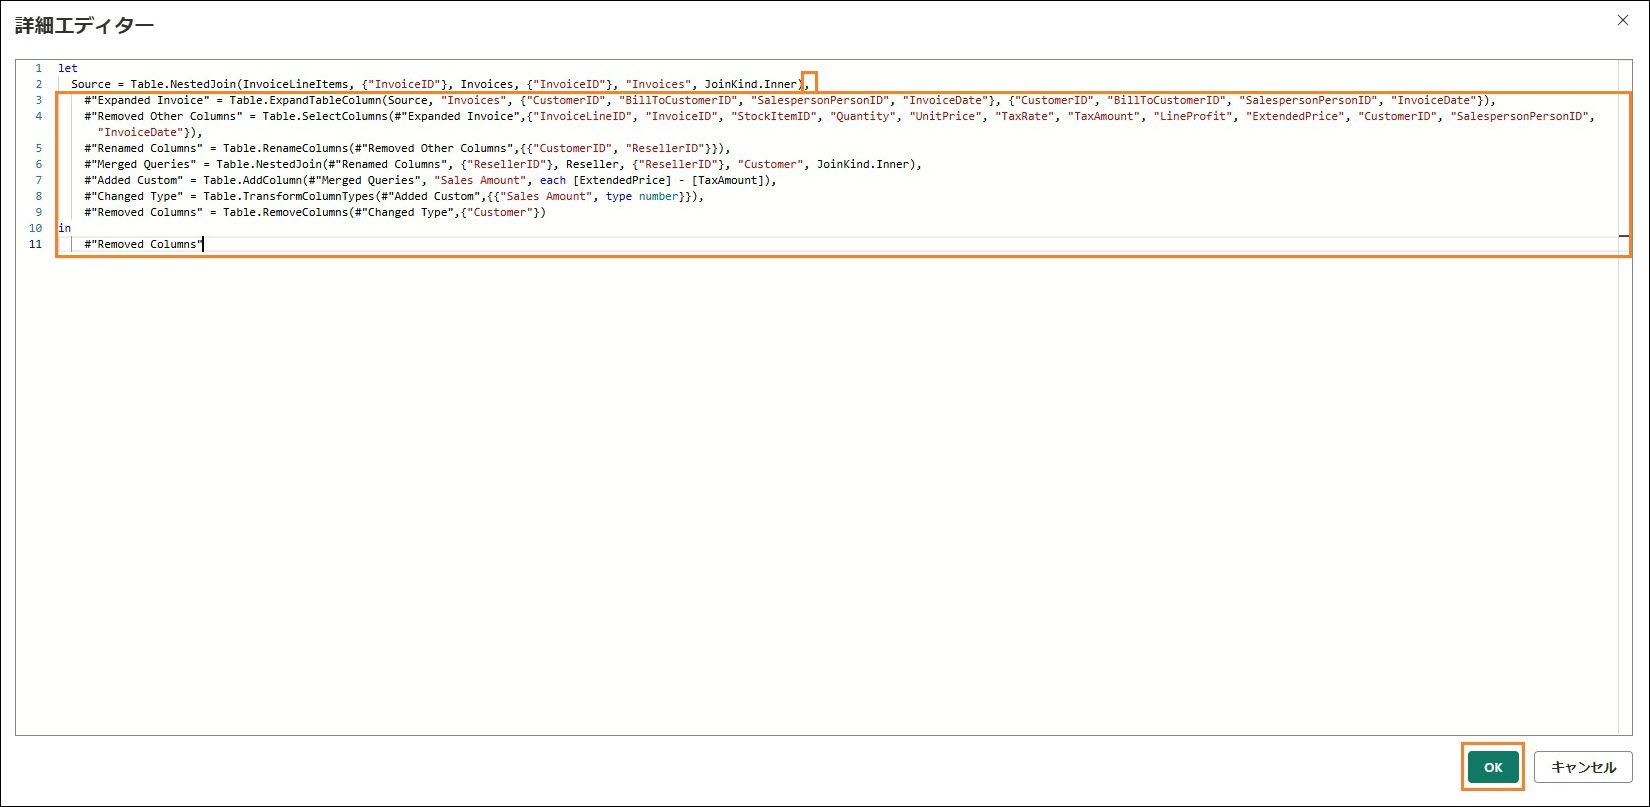 詳細エディター
1 let
2 Source = Table.NestedJoin(InvoiceLineItems, {"InvoiceID"}, Invoices, {"InvoiceID"}, "Invoices", JoinKind.Inner),
3 #"Expanded Invoice" = Table.ExpandTableColumn(Source, "Invoices", {"CustomerID", "BillToCustomerID", "SalespersonPersonID", "InvoiceDate"}, {"CustomerID", "BillToCustomerID", "SalespersonPersonID", "InvoiceDate"}),
4 #"Removed Other Columns" = Table.SelectColumns(#"Expanded Invoice",{"InvoiceLineID", "InvoiceID", "StockItemID", "Quantity", "UnitPrice", "TaxRate", "TaxAmount", "LineProfit", "ExtendedPrice", "CustomerID", "SalespersonPersonID",
"InvoiceDate"}),
5 #"Renamed Columns" = Table.RenameColumns(#"Removed Other Columns",{{"CustomerID", "ResellerID"}}),
6 #"Merged Queries" = Table.NestedJoin(#"Renamed Columns", {"ResellerID"}, Reseller, {"ResellerID"}, "Customer", JoinKind.Inner),
7 #"Added Custom" = Table.AddColumn(#"Merged Queries", "Sales Amount", each [ExtendedPrice] - [TaxAmount]),
8 #"Changed Type" = Table.TransformColumnTypes(#"Added Custom",{{"Sales Amount", type number}}),
9 #"Removed Columns" = Table.RemoveColumns(#"Changed Type",{"Customer"})
10 in
11 #"Removed Columns"
OK キャンセル